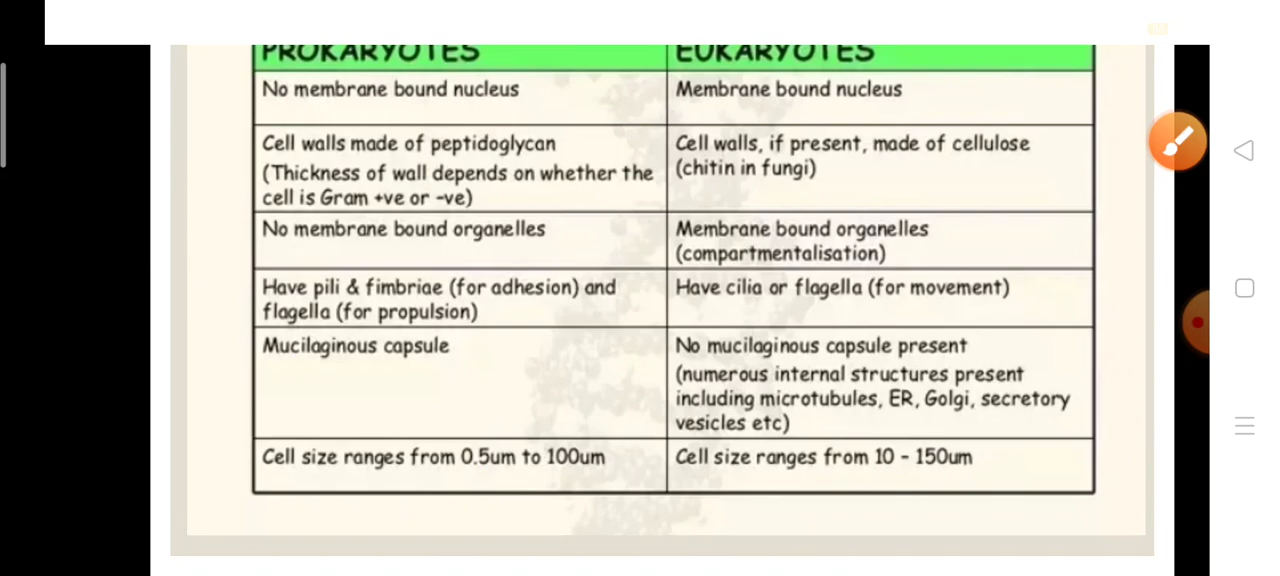 PROKARYOTES
EUKARYOTES
No membrane bound nucleus
Membrane bound nucleus
Cell walls made of peptidoglycan
(Thickness of wall depends on whether the
cell is Gram +ve or -ve)
Cell walls, if present, made of cellulose
(chitin in fungi)
No membrane bound organelles
Membrane bound organelles
(compartmentalisation)
Have pili & fimbriae (for adhesion) and
flagella (for propulsion)
Have cilia or flagella (for movement)
Mucilaginous capsule
No mucilaginous capsule present
(numerous internal structures present
including microtubules, ER, Golgi, secretory
vesicles etc)
Cell size ranges from 0.5um to 100um
Cell size ranges from 10 - 150um